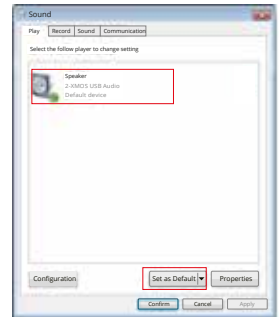 Sound
Play Record Sound Communication
Select the follow player to change setting
Speaker
2-XMOS USB Audio
Default device
Configuration Set as Default Properties
Confirm Cancel Apply